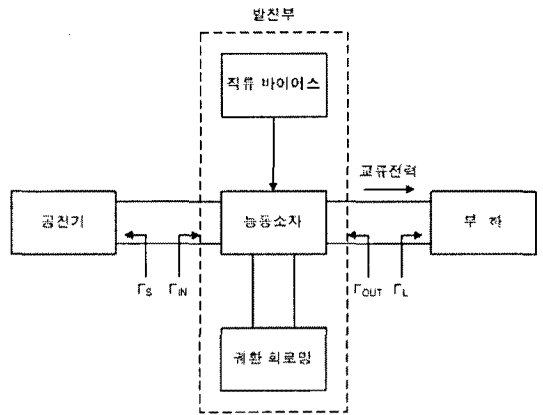 발진부
직류 바이어스
교류전력
공진기
능동소자
부 하
ΓS ΓIN
ΓOUT ΓL
궤환 회로망